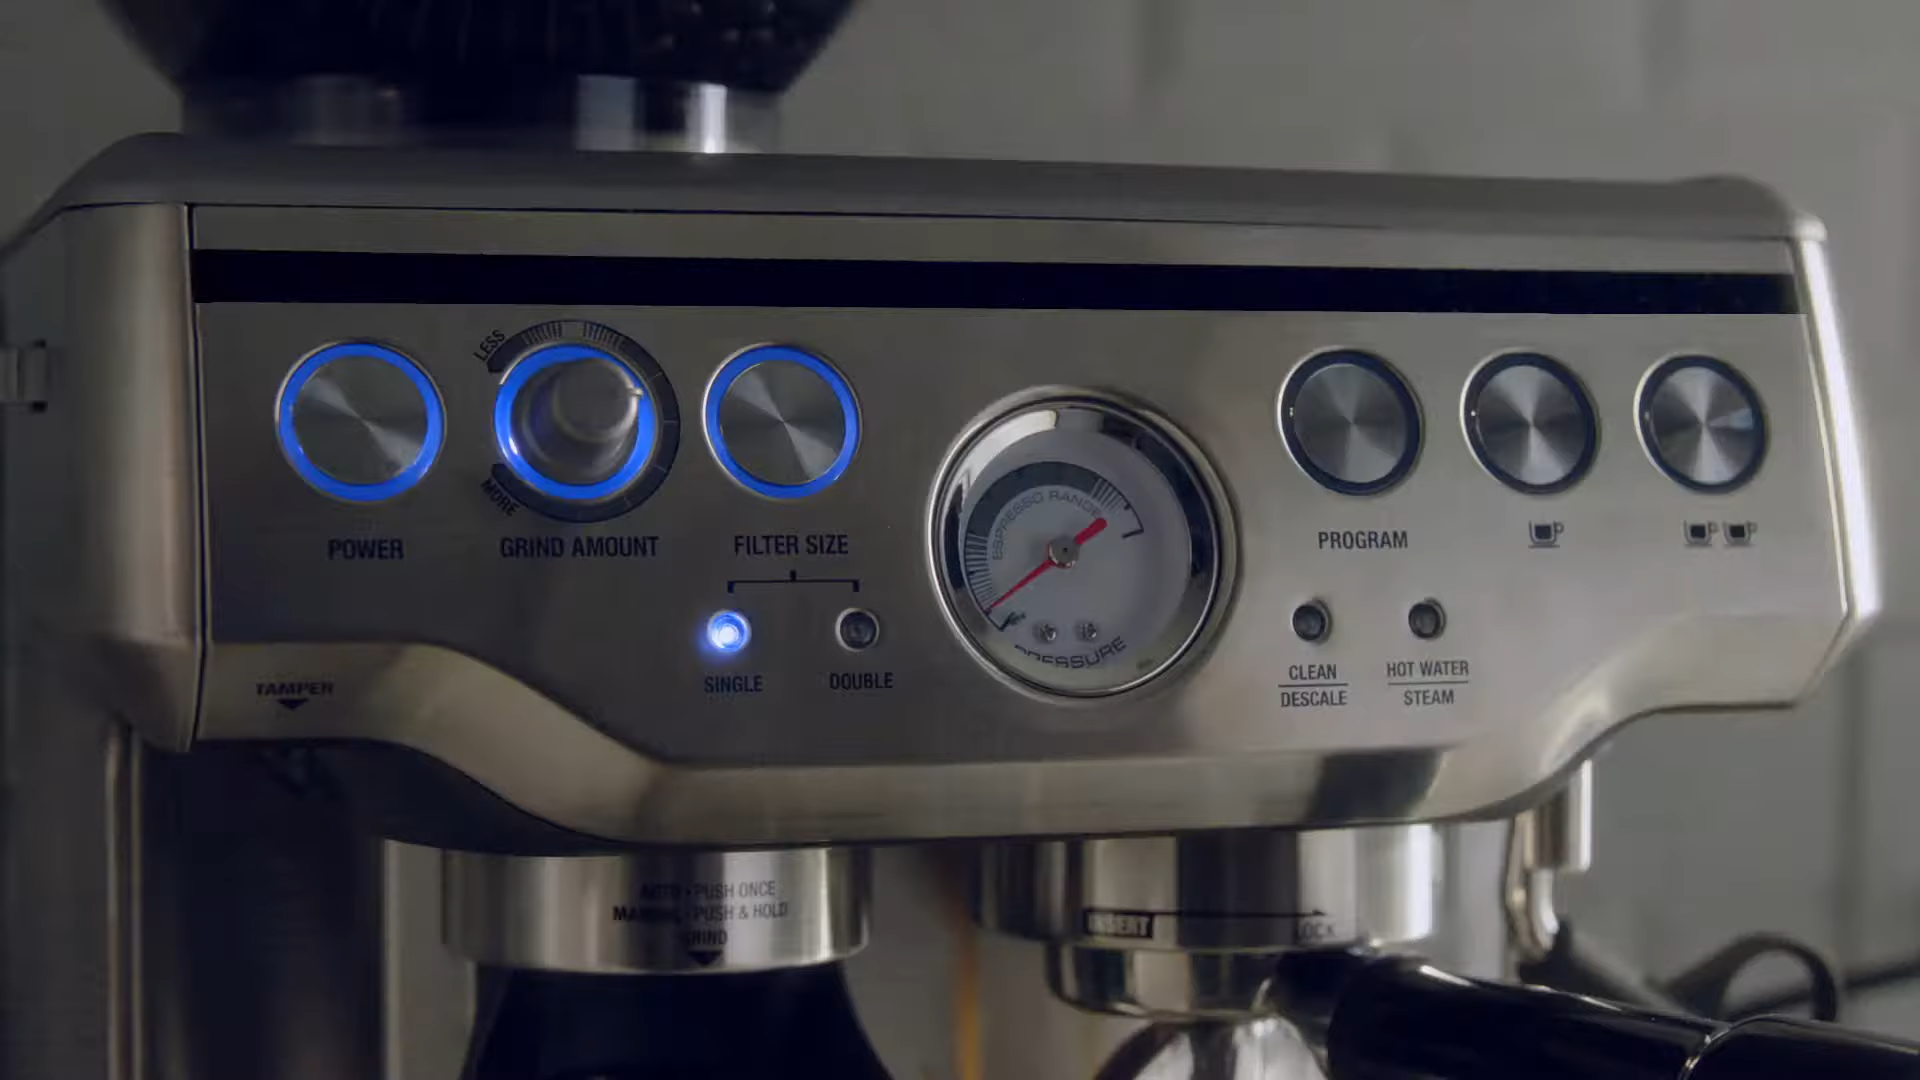 LESS
MORE
POWER
GRIND AMOUNT
FILTER SIZE
SINGLE
DOUBLE
ESPRESSO RANGE
PRESSURE
PROGRAM
CLEAN
DESCALE
HOT WATER
STEAM
TAMPER
AUTO • PUSH ONCE
MANUAL • PUSH & HOLD
GRIND
INSERT
LOCK